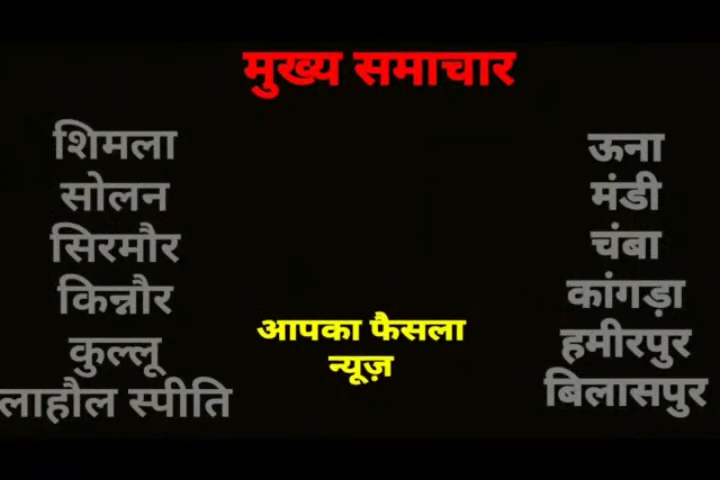 मुख्य समाचार
शिमला
सोलन
सिरमौर
किन्नौर
कुल्लू
लाहौल स्पीति
आपका फैसला
न्यूज़
ऊना
मंडी
चंबा
कांगड़ा
हमीरपुर
बिलासपुर